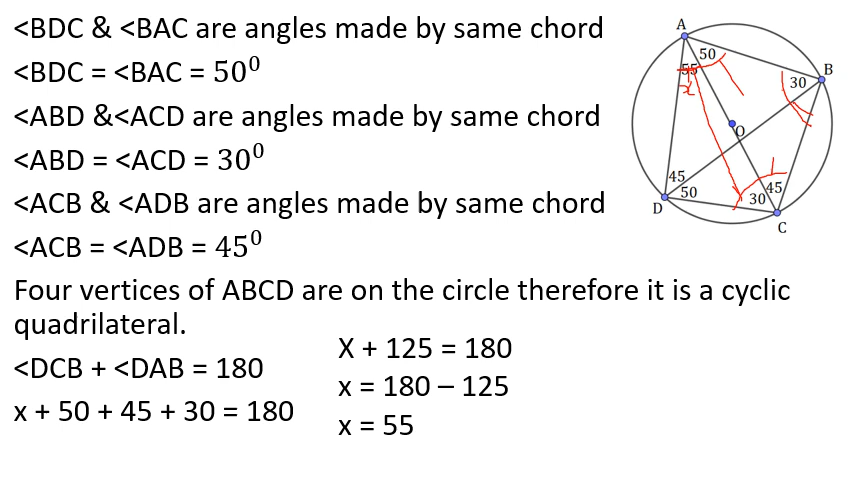 <BDC & <BAC are angles made by same chord
<BDC = <BAC = 50⁰
<ABD &<ACD are angles made by same chord
<ABD = <ACD = 30⁰
<ACB & <ADB are angles made by same chord
<ACB = <ADB = 45⁰
Four vertices of ABCD are on the circle therefore it is a cyclic
quadrilateral.
<DCB + <DAB = 180
x + 50 + 45 + 30 = 180
X + 125 = 180
x = 180 – 125
x = 55
A
50
55
x
B
30
O
45
50
D
45
30
C